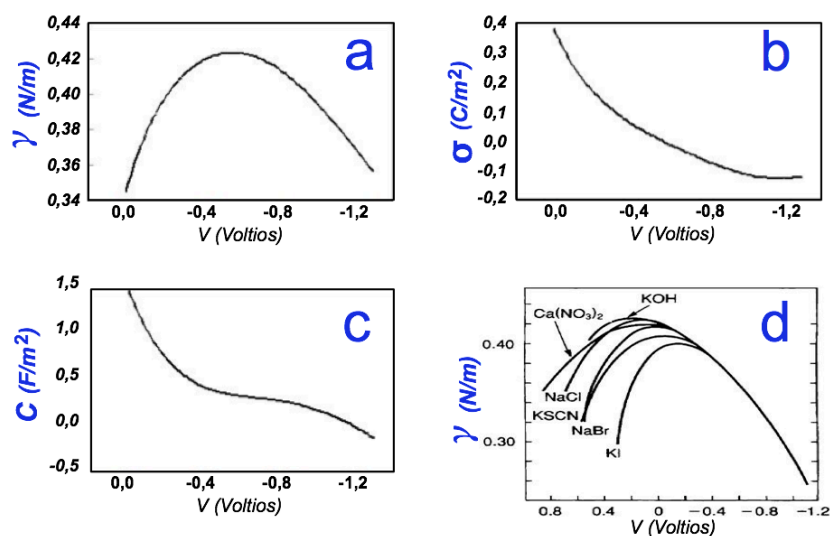 a
γ (N/m)
0,44
0,42
0,40
0,38
0,36
0,34
0,0 -0,4 -0,8 -1,2
V (Voltios)
b
σ (C/m²)
0,4
0,3
0,2
0,1
0,0
-0,1
-0,2
0,0 -0,4 -0,8 -1,2
V (Voltios)
c
C (F/m²)
1,5
1,0
0,5
0,0
-0,5
0,0 -0,4 -0,8 -1,2
V (Voltios)
d
γ (N/m)
0.40
0.30
KOH
Ca(NO₃)₂
NaCl
KSCN
NaBr
KI
0.8 0.4 0 -0.4 -0.8 -1.2
V (Voltios)